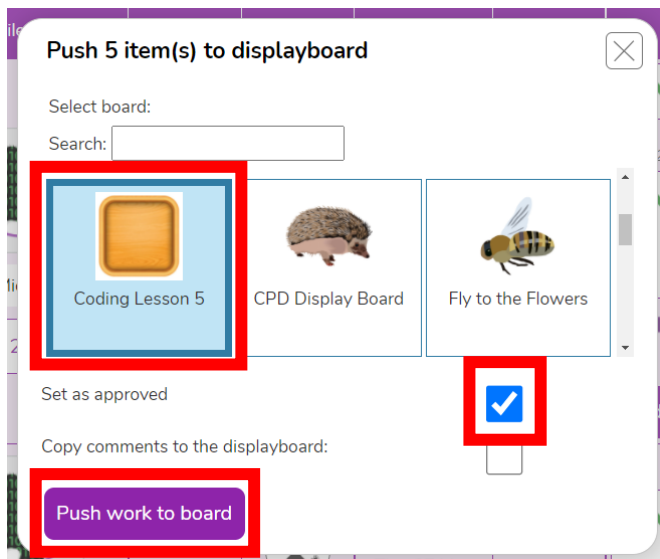 Push 5 item(s) to displayboard
Select board:
Search:
Coding Lesson 5
CPD Display Board
Fly to the Flowers
Set as approved
Copy comments to the displayboard:
Push work to board